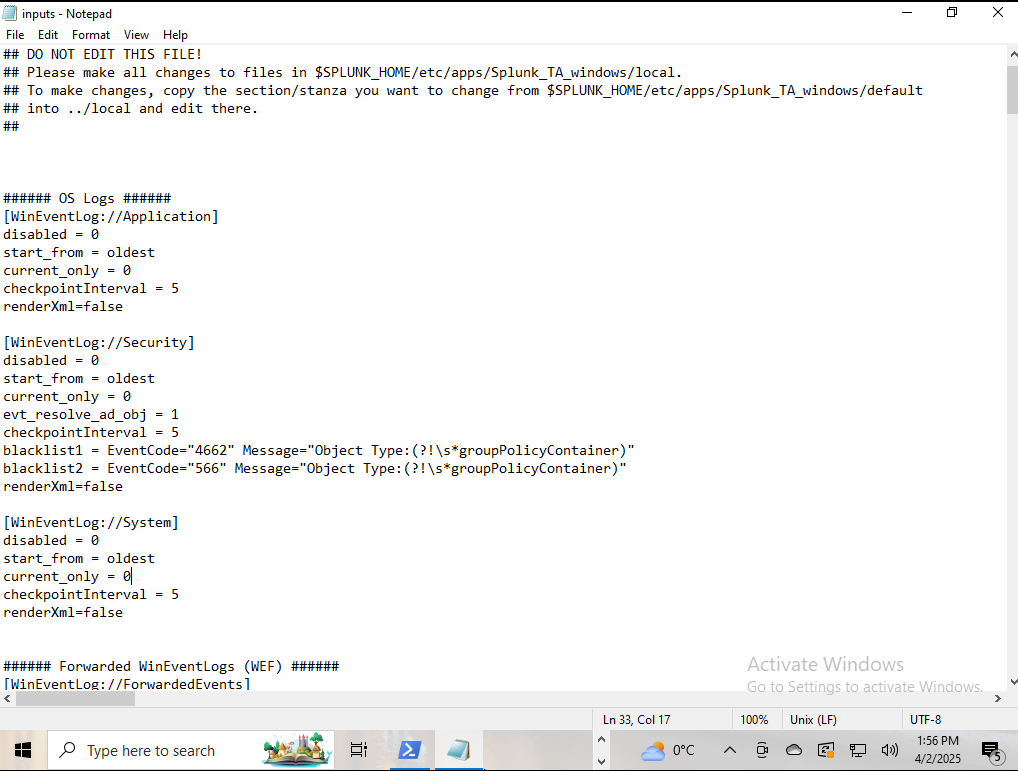 inputs - Notepad
File Edit Format View Help
## DO NOT EDIT THIS FILE!
## Please make all changes to files in $SPLUNK_HOME/etc/apps/Splunk_TA_windows/local.
## To make changes, copy the section/stanza you want to change from $SPLUNK_HOME/etc/apps/Splunk_TA_windows/default
## into ../local and edit there.
##
###### OS Logs ######
[WinEventLog://Application]
disabled = 0
start_from = oldest
current_only = 0
checkpointInterval = 5
renderXml=false
[WinEventLog://Security]
disabled = 0
start_from = oldest
current_only = 0
evt_resolve_ad_obj = 1
checkpointInterval = 5
blacklist1 = EventCode="4662" Message="Object Type:(?!\s*groupPolicyContainer)"
blacklist2 = EventCode="566" Message="Object Type:(?!\s*groupPolicyContainer)"
renderXml=false
[WinEventLog://System]
disabled = 0
start_from = oldest
current_only = 0
checkpointInterval = 5
renderXml=false
###### Forwarded WinEventLogs (WEF) ######
[WinEventLog://ForwardedEvents]
Activate Windows
Go to Settings to activate Windows.
Ln 33, Col 17 100% Unix (LF) UTF-8
Type here to search 0°C 1:56 PM
4/2/2025 5